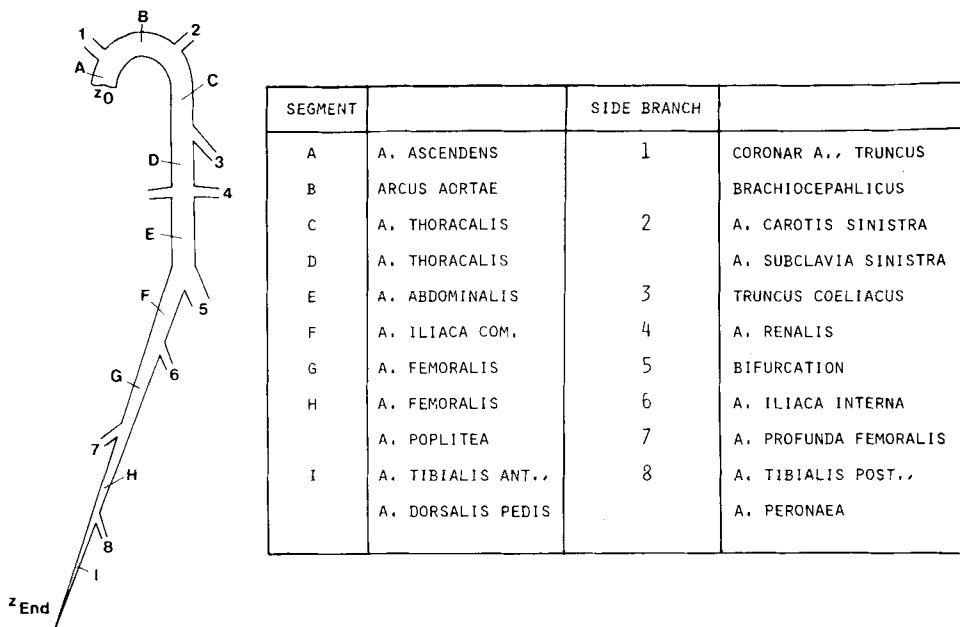 B
1
2
A
z0
C
D
3
4
E
F
5
G
6
7
H
8
I
z End
SEGMENT SIDE BRANCH
A A. ASCENDENS 1 CORONAR A., TRUNCUS
B ARCUS AORTAE BRACHIOCEPAHLICUS
C A. THORACALIS 2 A. CAROTIS SINISTRA
D A. THORACALIS A. SUBCLAVIA SINISTRA
E A. ABDOMINALIS 3 TRUNCUS COELIACUS
F A. ILIACA COM. 4 A. RENALIS
G A. FEMORALIS 5 BIFURCATION
H A. FEMORALIS 6 A. ILIACA INTERNA
A. POPLITEA 7 A. PROFUNDA FEMORALIS
I A. TIBIALIS ANT., 8 A. TIBIALIS POST.,
A. DORSALIS PEDIS A. PERONAEA